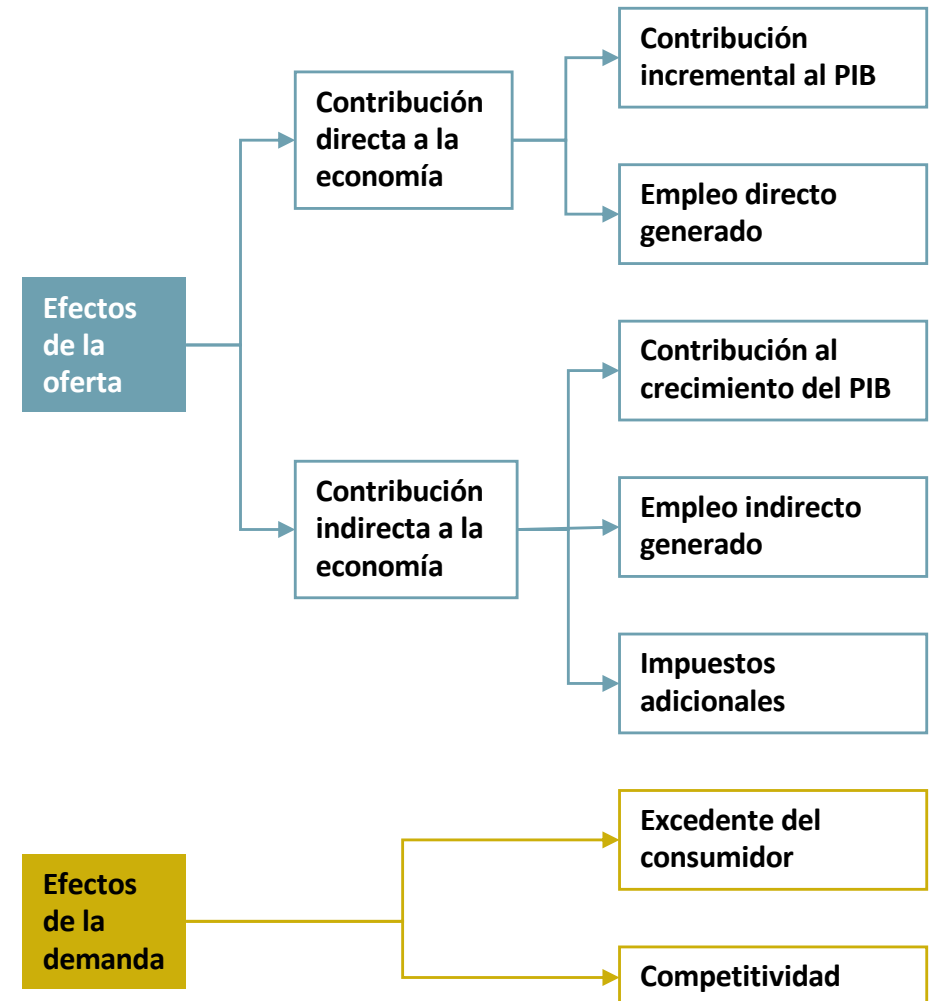 Contribución
incremental al PIB
Contribución
directa a la
economía
Empleo directo
generado
Efectos
de la
oferta
Contribución al
crecimiento del PIB
Contribución
indirecta a la
economía
Empleo indirecto
generado
Impuestos
adicionales
Excedente del
consumidor
Efectos
de la
demanda
Competitividad